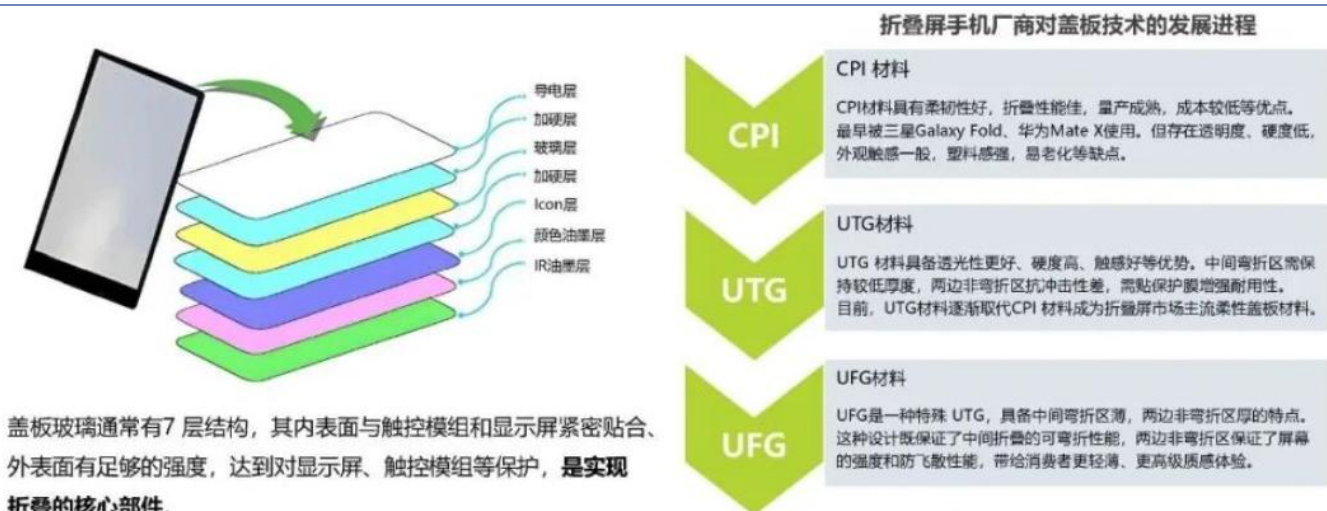 导电层
加硬层
玻璃层
加硬层
Icon层
颜色油墨层
IR油墨层
盖板玻璃通常有7 层结构，其内表面与触控模组和显示屏紧密贴合、
外表面有足够的强度，达到对显示屏、触控模组等保护，是实现
折叠的核心部件
折叠屏手机厂商对盖板技术的发展进程
CPI
CPI 材料
CPI材料具有柔韧性好，折叠性能佳，量产成熟，成本较低等优点。
最早被三星Galaxy Fold、华为Mate X使用。但存在透明度、硬度低，
外观触感一般，塑料感强，易老化等缺点。
UTG
UTG材料
UTG 材料具备透光性更好、硬度高、触感好等优势。中间弯折区需保
持较低厚度，两边非弯折区抗冲击性差，需贴保护膜增强耐用性。
目前，UTG材料逐渐取代CPI 材料成为折叠屏市场主流柔性盖板材料。
UFG
UFG材料
UFG是一种特殊 UTG，具备中间弯折区薄，两边非弯折区厚的特点。
这种设计既保证了中间折叠的可弯折性能，两边非弯折区保证了屏幕
的强度和防飞散性能，带给消费者更轻薄、更高级质感体验。